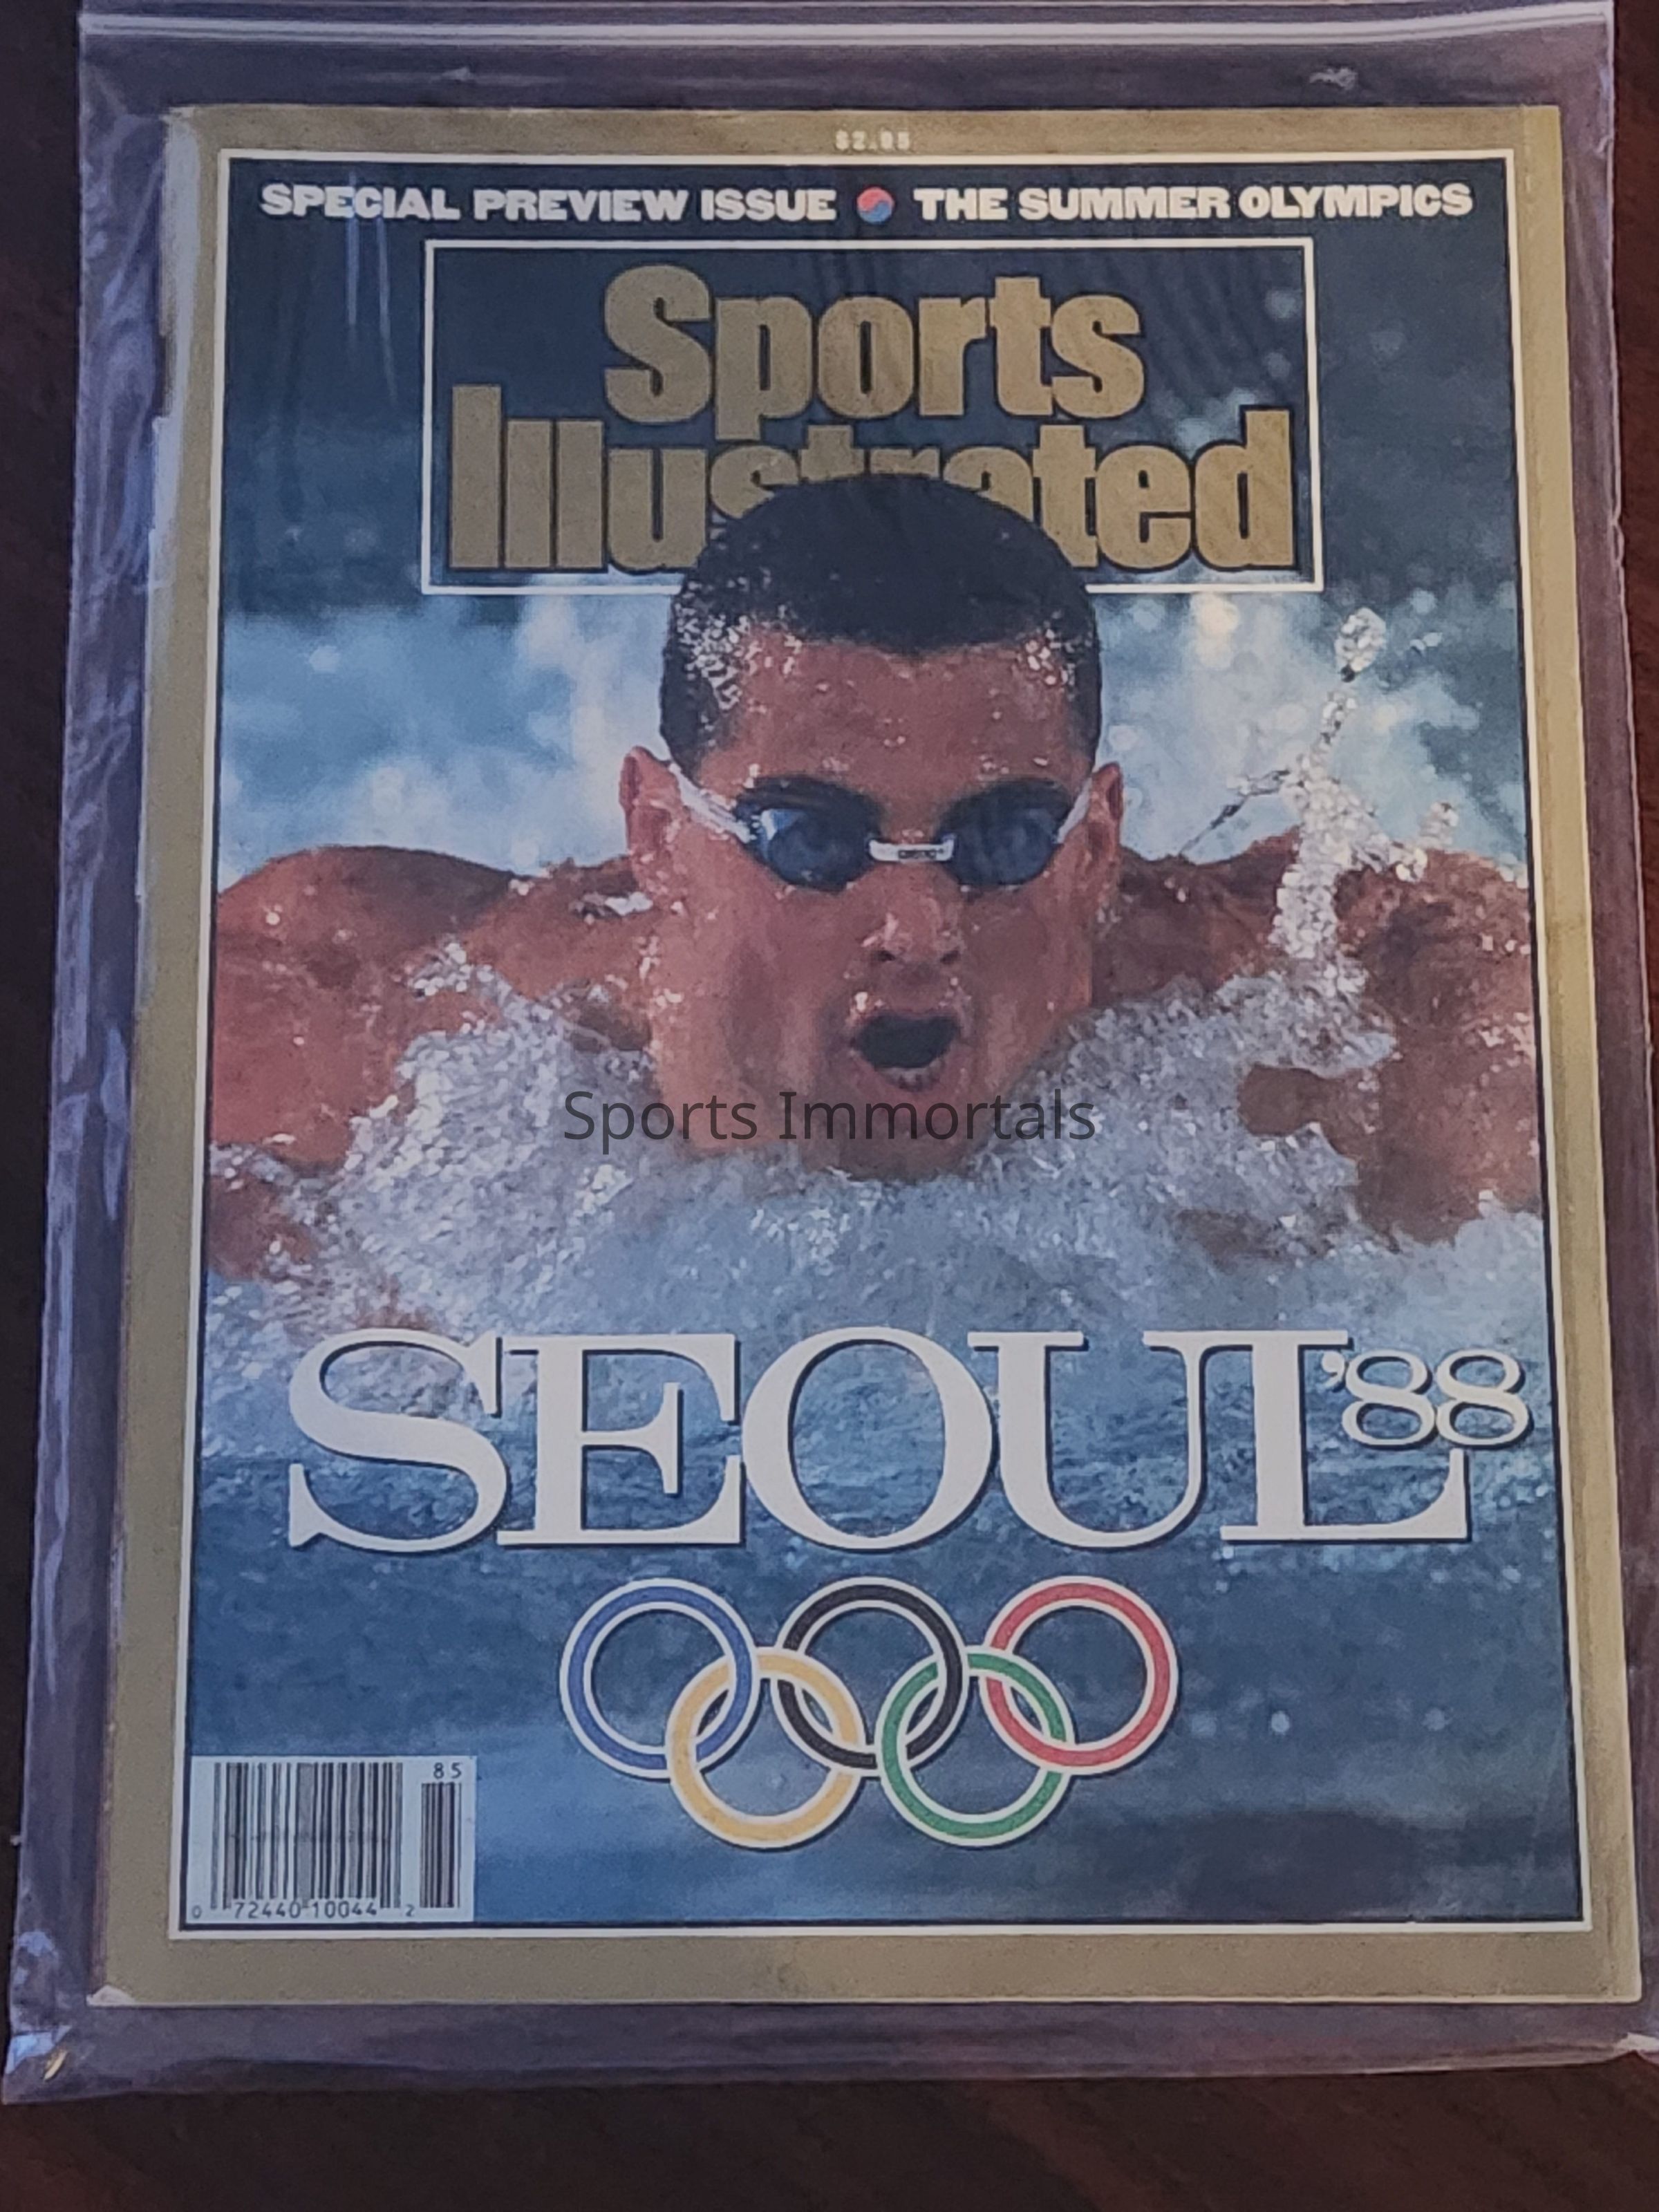 $2.95
SPECIAL PREVIEW ISSUE THE SUMMER OLYMPICS
Sports
Illustrated
Sports Immortals
SEOUL '88
85
0 72440 10044 2